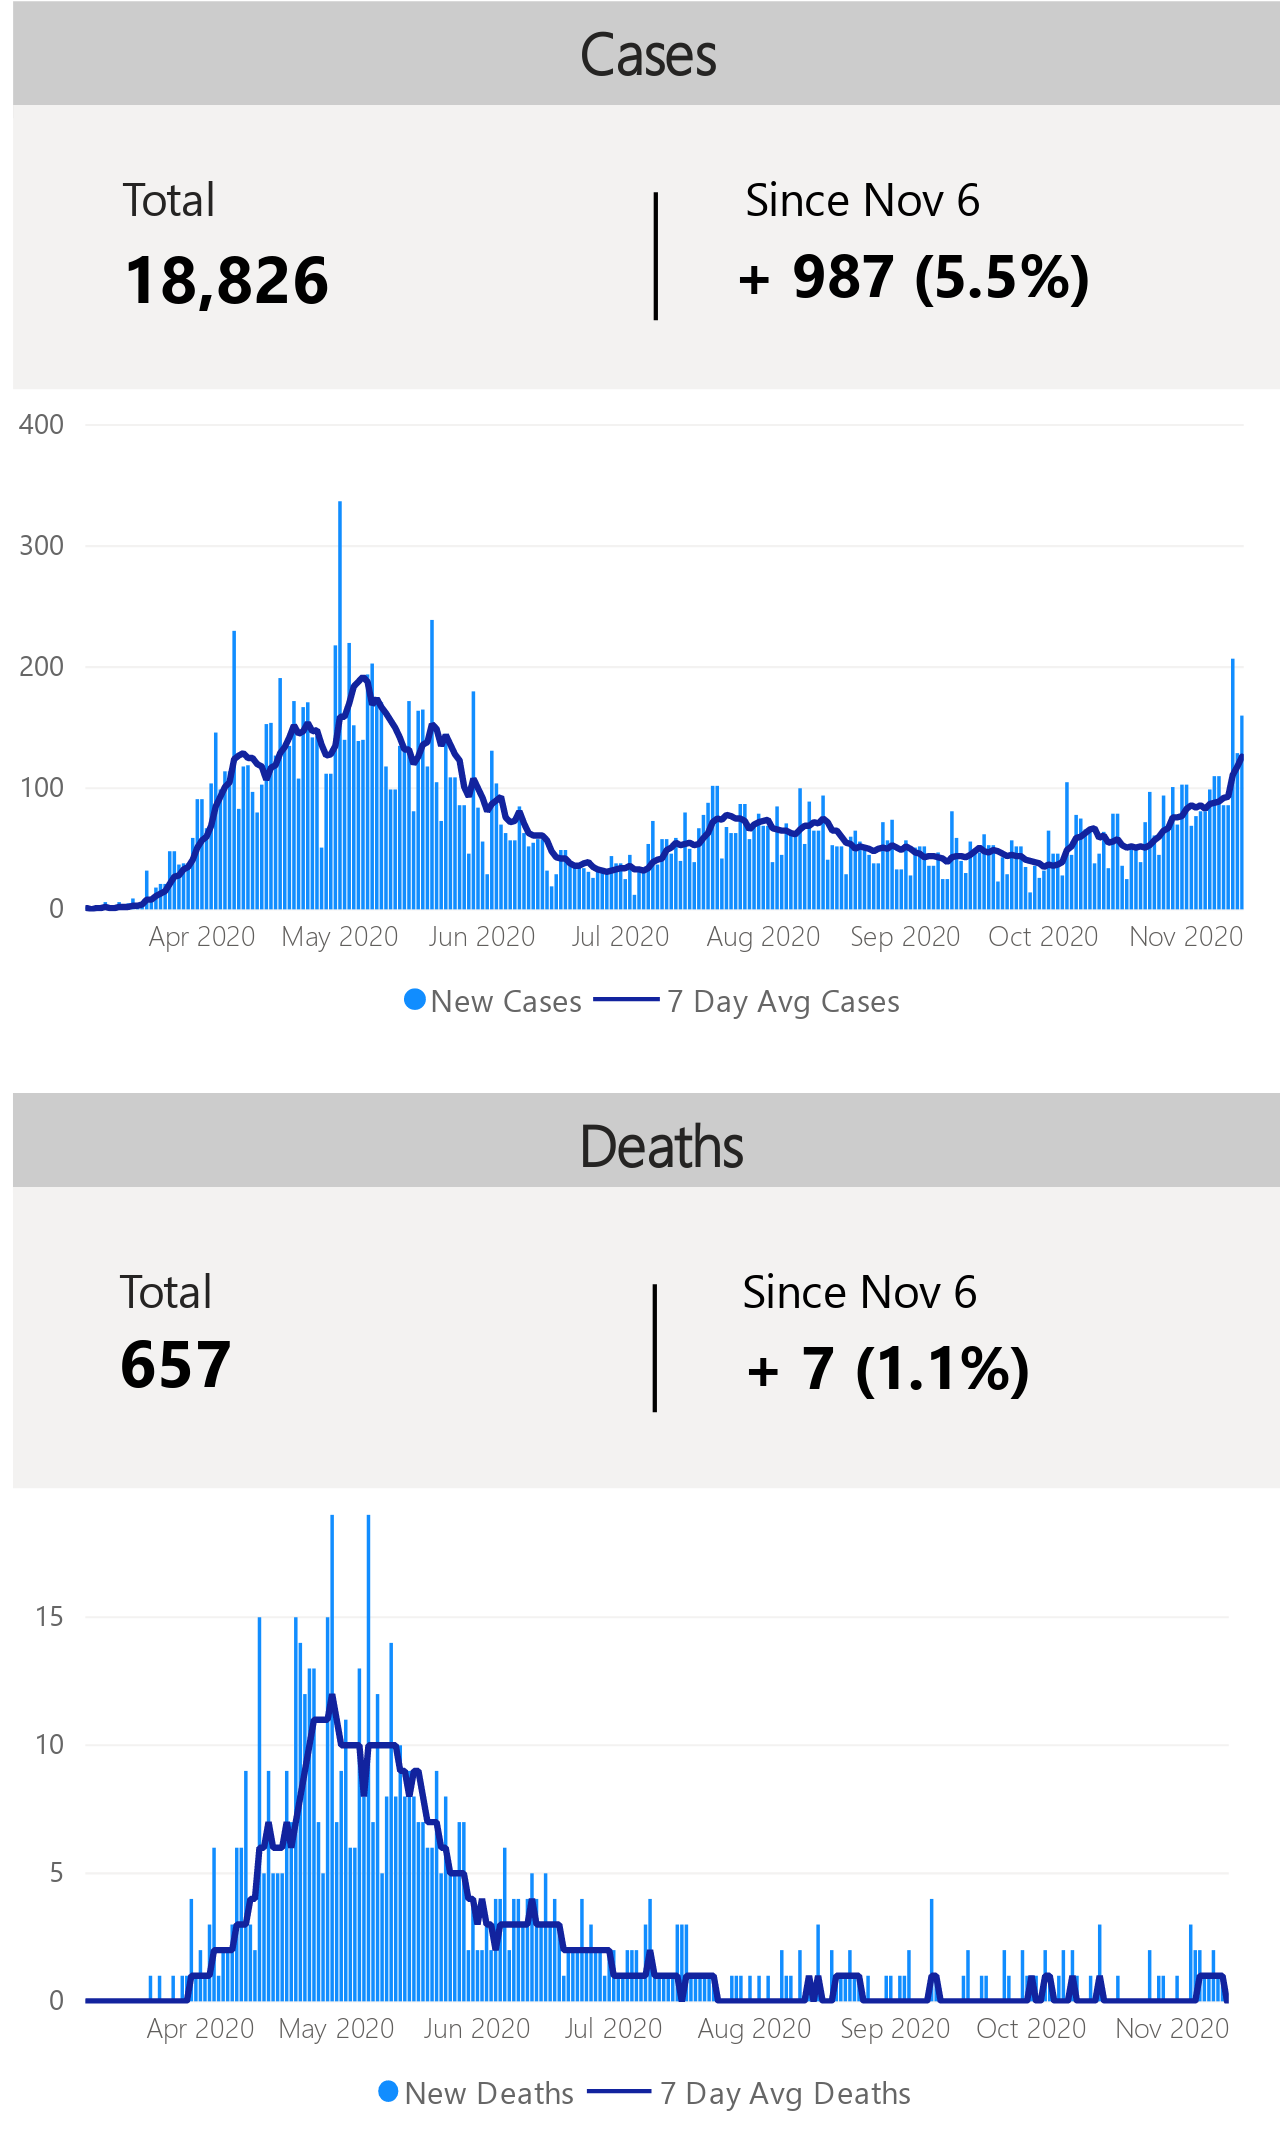 Cases
Total
Since Nov 6
18,826
+ 987 (5.5%)
400
300
200
100
0
Apr 2020 May 2020 Jun 2020 Jul 2020 Aug 2020 Sep 2020 Oct 2020 Nov 2020
New Cases 7 Day Avg Cases
Deaths
Total
Since Nov 6
657
+ 7 (1.1%)
15
10
5
0
Apr 2020 May 2020 Jun 2020 Jul 2020 Aug 2020 Sep 2020 Oct 2020 Nov 2020
New Deaths 7 Day Avg Deaths